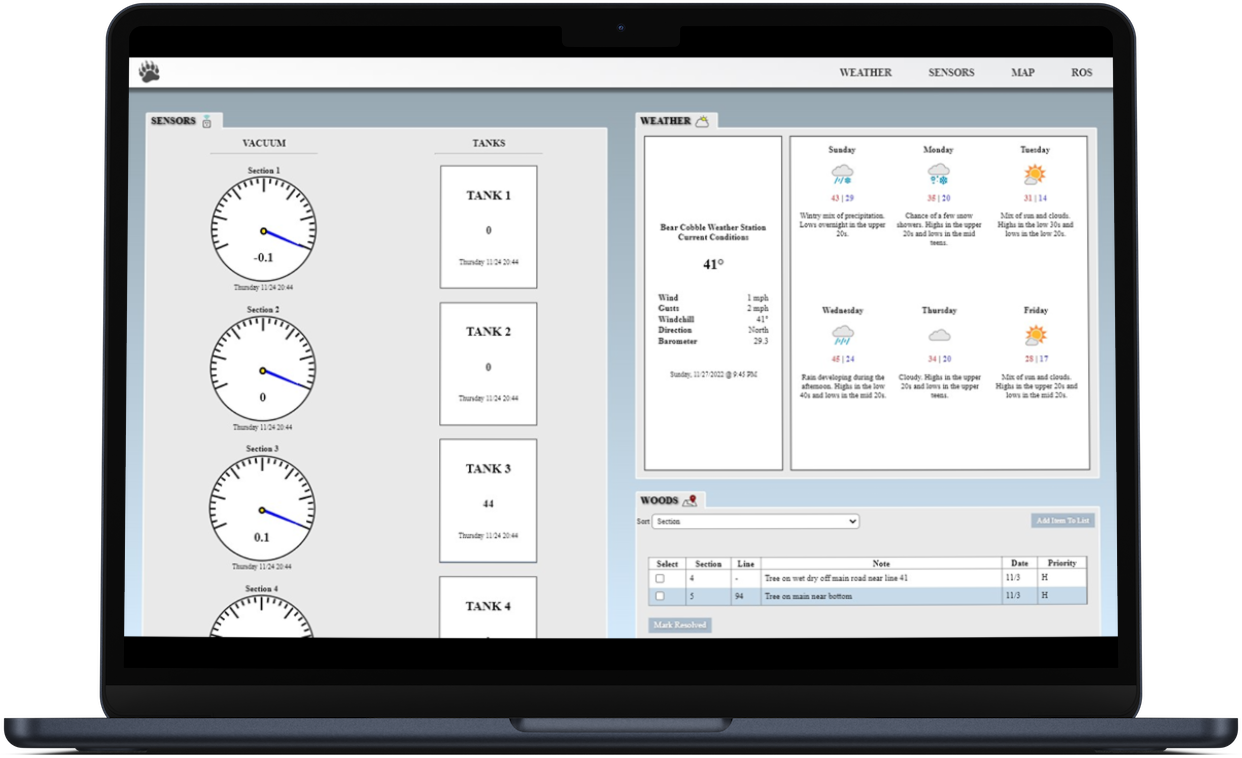 WEATHER
SENSORS
MAP
ROS
SENSORS
VACUUM
Section 1
-0.1
Thursday 11/24 20:44
Section 2
0
Thursday 11/24 20:44
Section 3
0.1
Thursday 11/24 20:44
Section 4
TANKS
TANK 1
0
Thursday 11/24 20:44
TANK 2
0
Thursday 11/24 20:44
TANK 3
44
Thursday 11/24 20:44
TANK 4
WEATHER
Bear Cobble Weather Station
Current Conditions
41°
Wind 1 mph
Gusts 2 mph
Windchill 41°
Direction North
Barometer 29.3
Sunday, 11/27/2022 @ 9:45 PM
Sunday
43 | 29
Wintry mix of precipitation.
Lows overnight in the upper
20s.
Monday
36 | 20
Chance of a few snow
showers. Highs in the upper
20s and lows in the mid
teens.
Tuesday
31 | 14
Mix of sun and clouds.
Highs in the low 30s and
lows in the low 20s.
Wednesday
45 | 24
Rain developing during the
afternoon. Highs in the low
40s and lows in the mid 20s.
Thursday
34 | 20
Cloudy. Highs in the upper
20s and lows in the upper
teens.
Friday
28 | 17
Mix of sun and clouds.
Highs in the upper 20s and
lows in the mid 20s.
WOODS
Sort Section
Add Item To List
Select Section Line Note Date Priority
4 - Tree on wet dry off main road near line 41 11/3 H
5 94 Tree on main near bottom 11/3 H
Mark Resolved